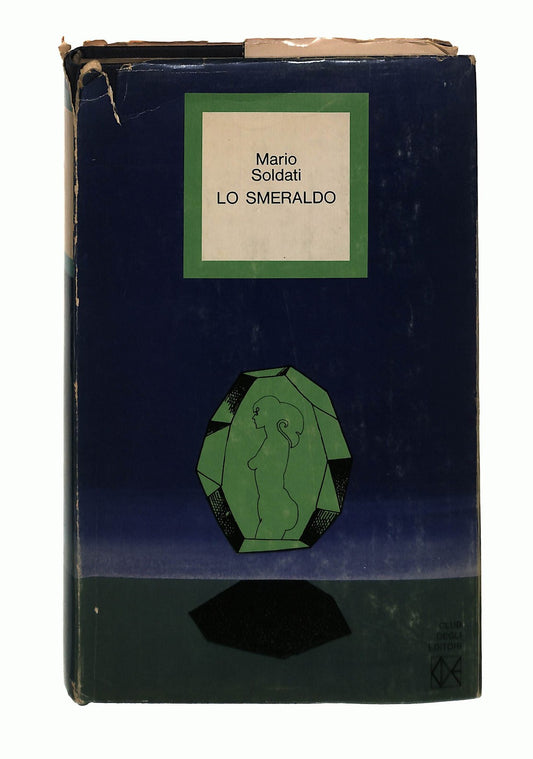 Mario
Soldati
LO SMERALDO
CLUB
DEGLI
EDITORI